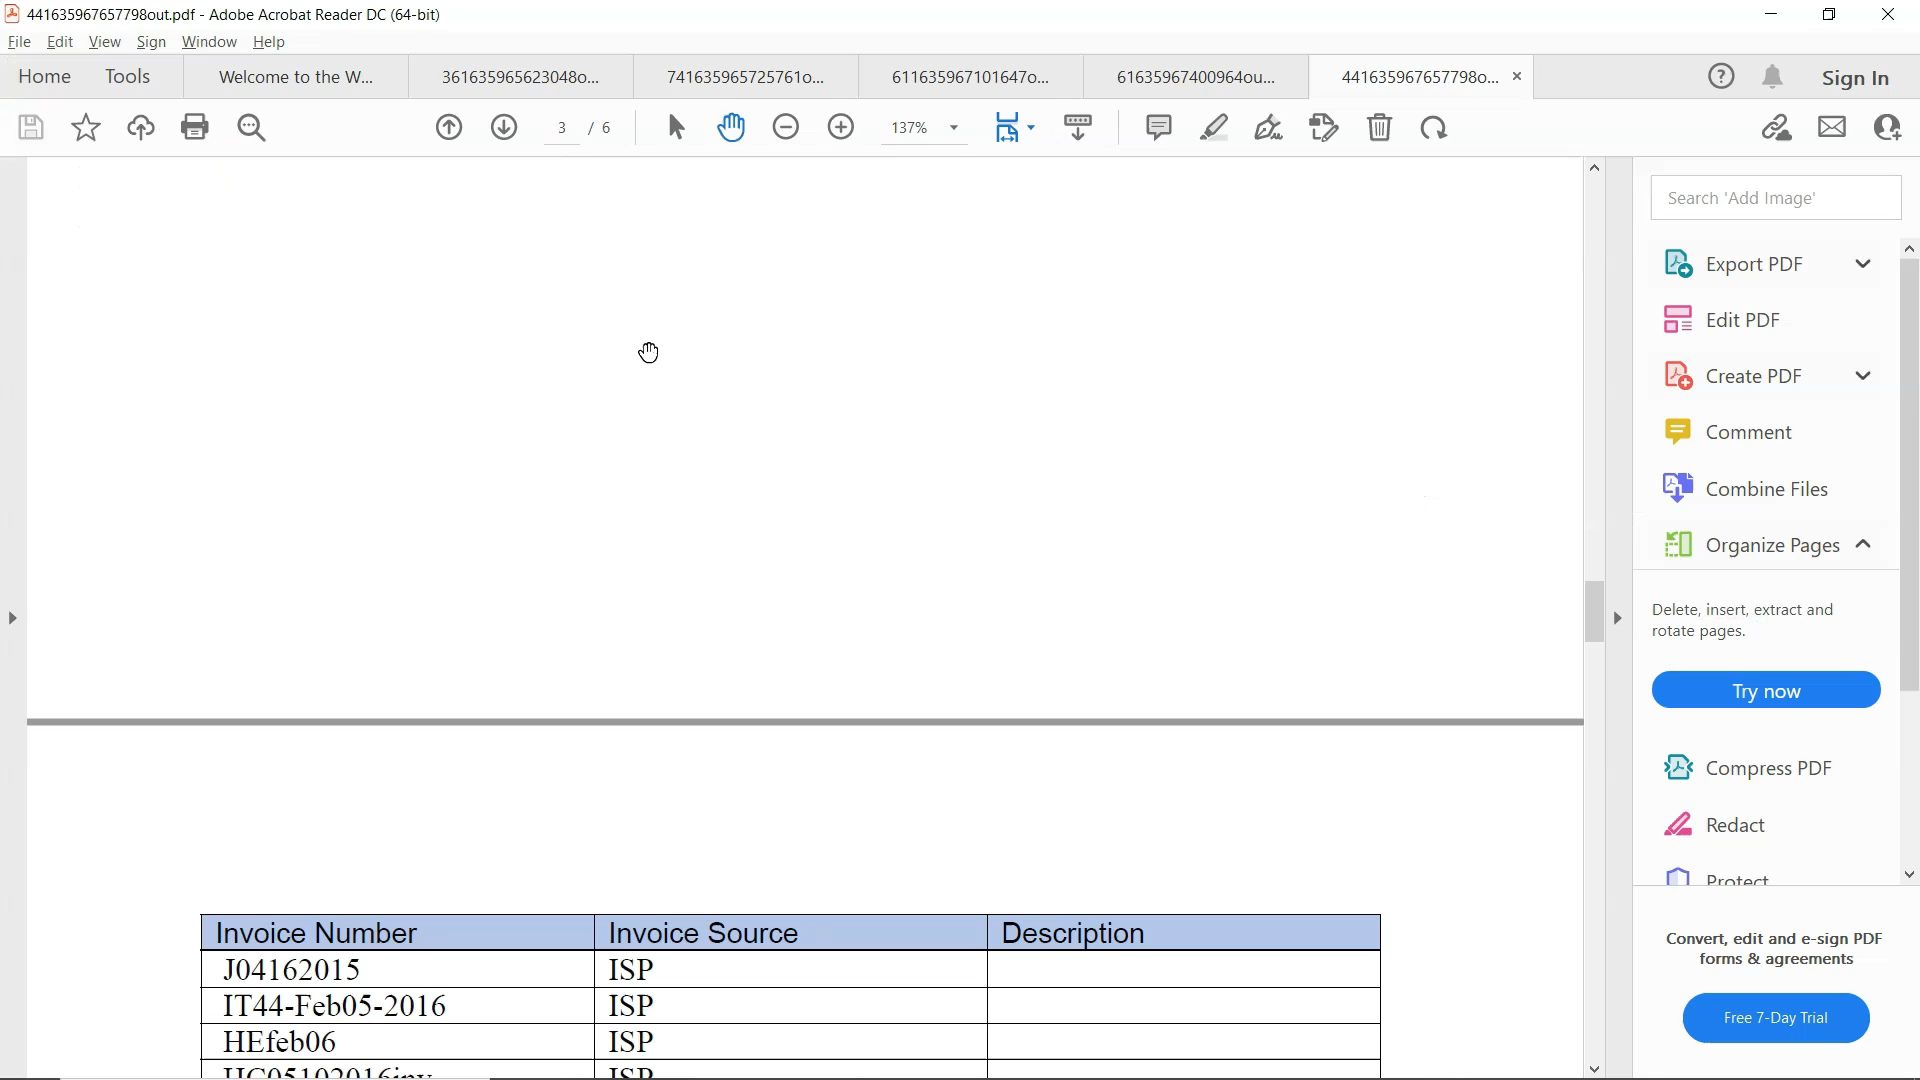 441635967657798out.pdf - Adobe Acrobat Reader DC (64-bit)
File Edit View Sign Window Help
Home Tools Welcome to the W... 361635965623048o... 741635965725761o... 611635967101647o... 61635967400964ou... 441635967657798o... Sign In
3 / 6 137%
Search 'Add Image'
Export PDF
Edit PDF
Create PDF
Comment
Combine Files
Organize Pages
Delete, insert, extract and
rotate pages.
Try now
Compress PDF
Redact
Protect
Convert, edit and e-sign PDF
forms & agreements
Free 7-Day Trial
Invoice Number Invoice Source Description
J04162015 ISP
IT44-Feb05-2016 ISP
HEfeb06 ISP
HC05102016inv ISP